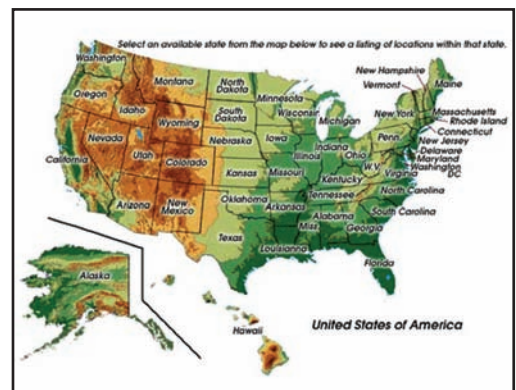 Select an available state from the map below to see a listing of locations within that state.
Washington
Montana
North
Dakota
Minnesota
New Hampshire
Vermont
Maine
Oregon
Idaho
Wyoming
South
Dakota
Wisconsin
Michigan
New York
Massachusetts
Rhode Island
Connecticut
New Jersey
Delaware
Maryland
Washington
DC
Nevada
Utah
Colorado
Nebraska
Iowa
Illinois
Indiana
Ohio
Penn
W.V.
Virginia
California
Kansas
Missouri
Kentucky
North Carolina
Arizona
New
Mexico
Oklahoma
Arkansas
Tennessee
South Carolina
Texas
Louisianna
Miss.
Alabama
Georgia
Florida
Alaska
Hawaii
United States of America